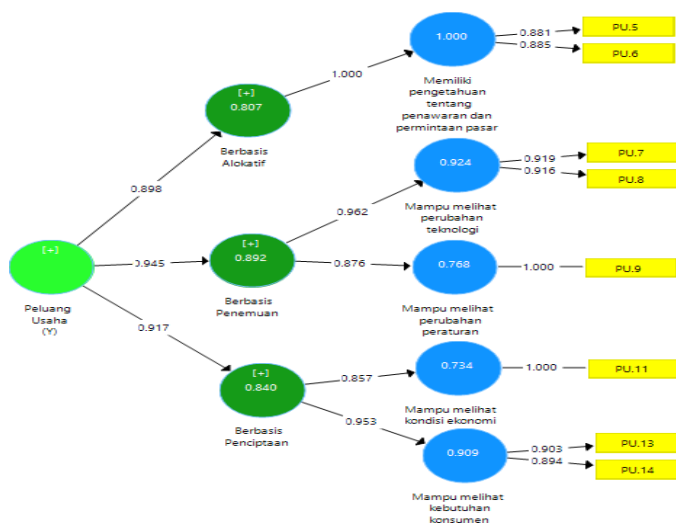 1.000
0.881
0.885
PU.5
PU.6
1.000
Memiliki
pengetahuan
tentang
penawaran dan
permintaan pasar
[+]
0.807
Berbasis
Alokatif
0.898
0.924
0.919
0.916
PU.7
PU.8
0.962
Mampu melihat
perubahan
teknologi
[+]
Peluang
Usaha
(Y)
0.945
[+]
0.892
Berbasis
Penemuan
0.876
0.768
1.000
PU.9
Mampu melihat
perubahan
peraturan
0.917
[+]
0.840
Berbasis
Penciptaan
0.857
0.734
1.000
PU.11
Mampu melihat
kondisi ekonomi
0.953
0.909
0.903
0.894
PU.13
PU.14
Mampu melihat
kebutuhan
konsumen